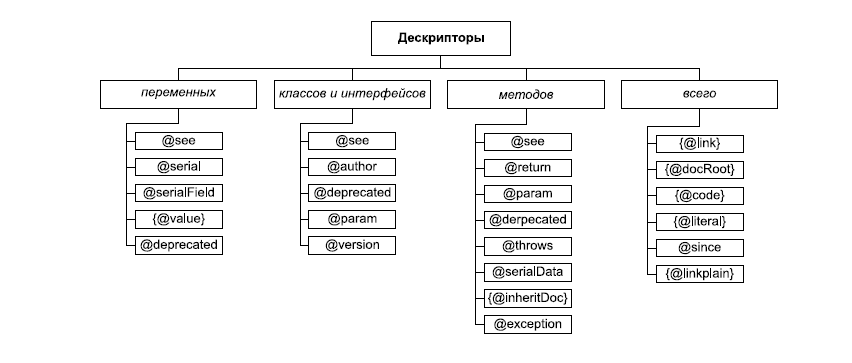 Дескрипторы
переменных
классов и интерфейсов
методов
всего
@see
@serial
@serialField
{@value}
@deprecated
@see
@author
@deprecated
@param
@version
@see
@return
@param
@derpecated
@throws
@serialData
{@inheritDoc}
@exception
{@link}
{@docRoot}
{@code}
{@literal}
@since
{@linkplain}